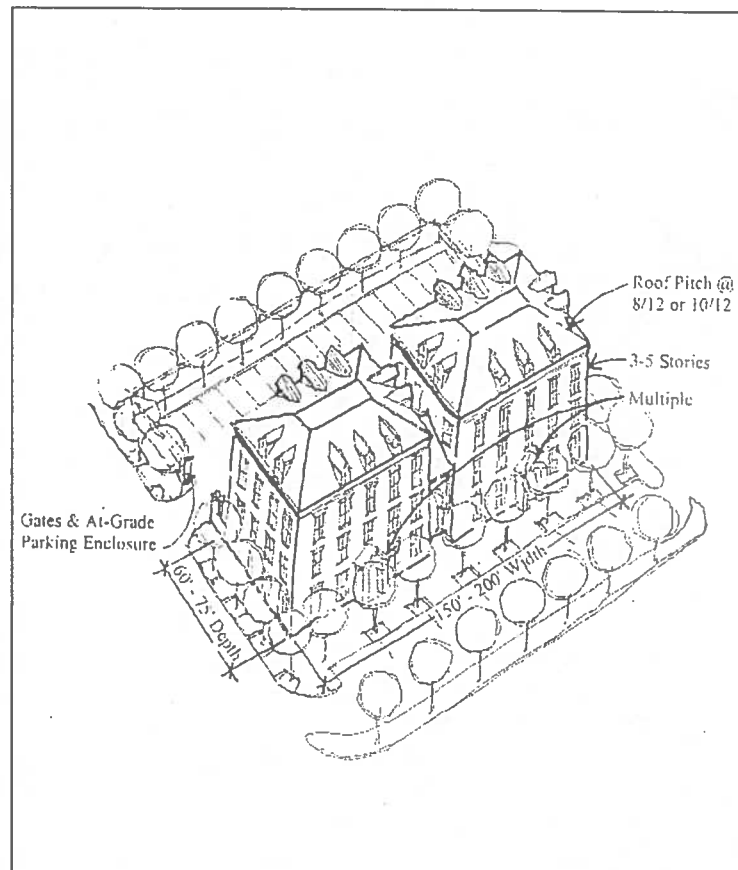 Roof Pitch @
8/12 or 10/12
3-5 Stories
Multiple
Gates & At-Grade
Parking Enclosure
60' - 75' Depth
150' - 200' Width